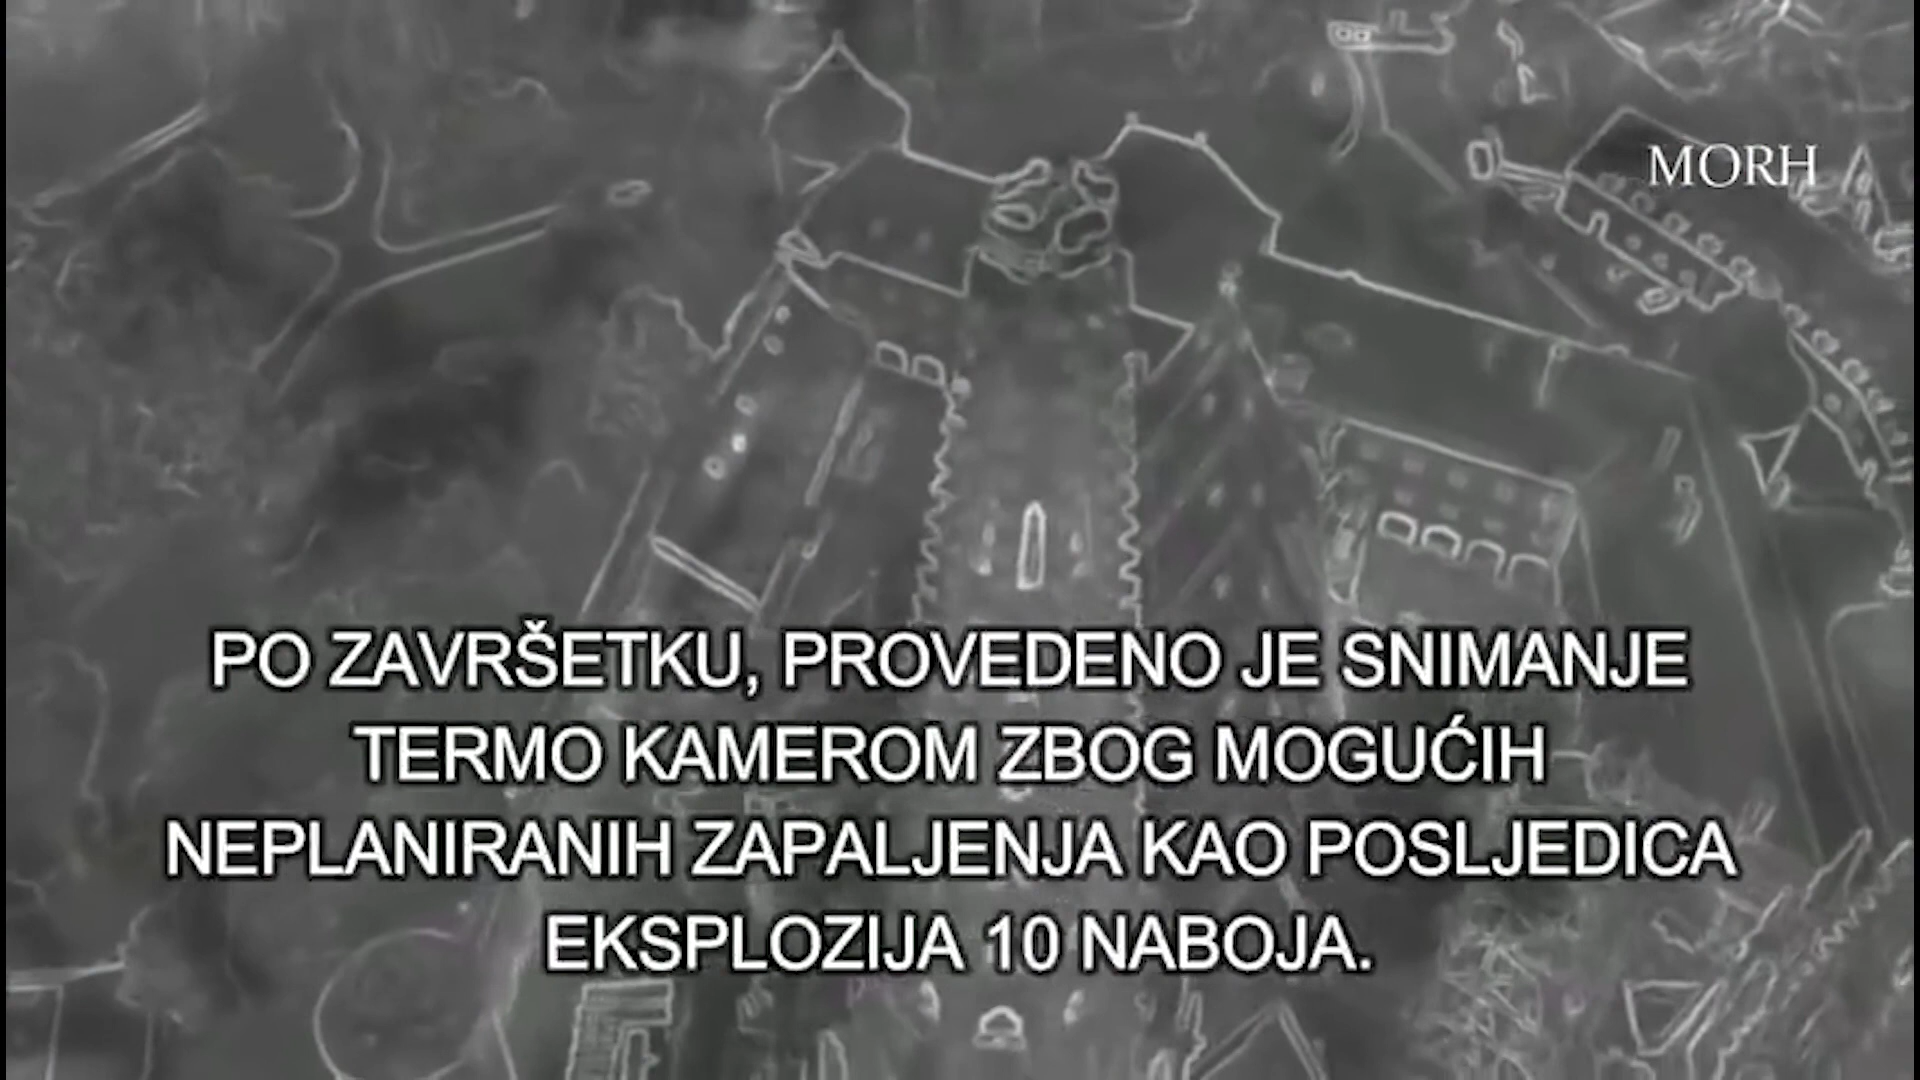 MORH
PO ZAVRŠETKU, PROVEDENO JE SNIMANJE
TERMO KAMEROM ZBOG MOGUĆIH
NEPLANIRANIH ZAPALJENJA KAO POSLJEDICA
EKSPLOZIJA 10 NABOJA.